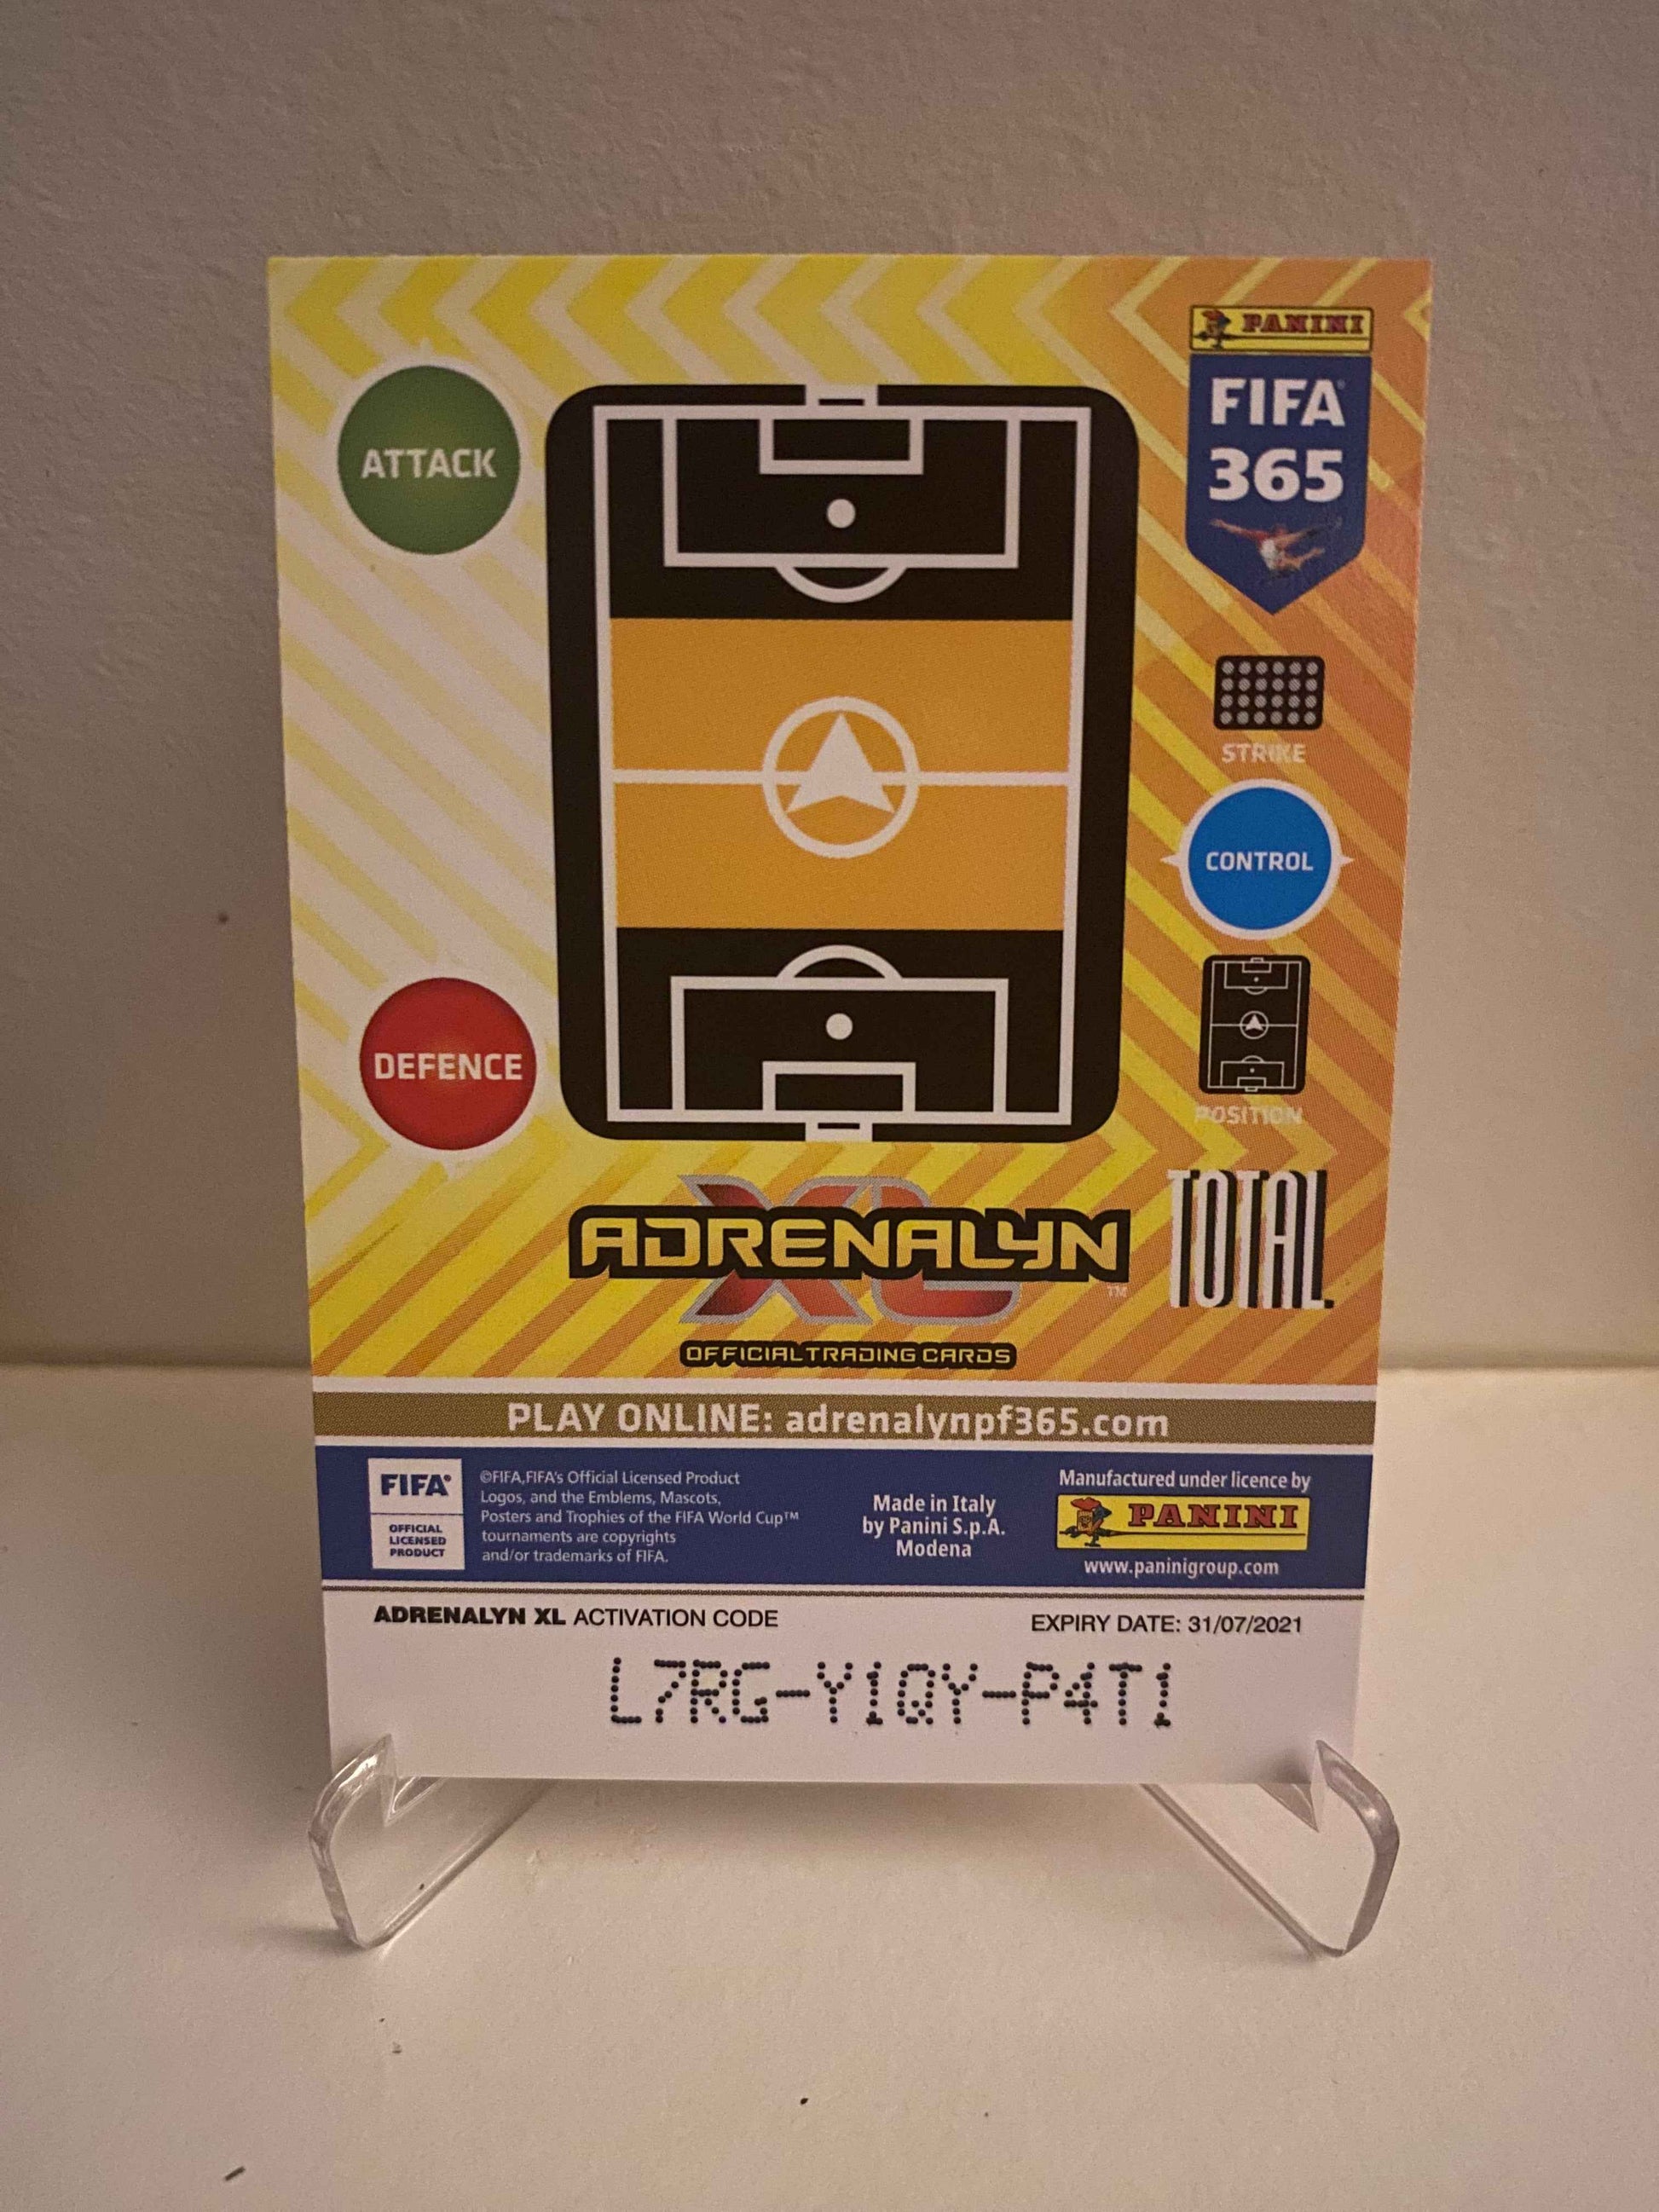 ATTACK
PANINI
FIFA
365
STRIKE
CONTROL
DEFENCE
POSITION
XL
ADRENALYN
TM
TOTAL
OFFICIAL TRADING CARDS
PLAY ONLINE: adrenalynpf365.com
FIFA®
OFFICIAL
LICENSED
PRODUCT
©FIFA,FIFA's Official Licensed Product
Logos, and the Emblems, Mascots,
Posters and Trophies of the FIFA World Cup™
tournaments are copyrights
and/or trademarks of FIFA.
Made in Italy
by Panini S.p.A.
Modena
Manufactured under licence by
PANINI
www.paninigroup.com
ADRENALYN XL ACTIVATION CODE
EXPIRY DATE: 31/07/2021
L7RG-Y1QY-P4T1